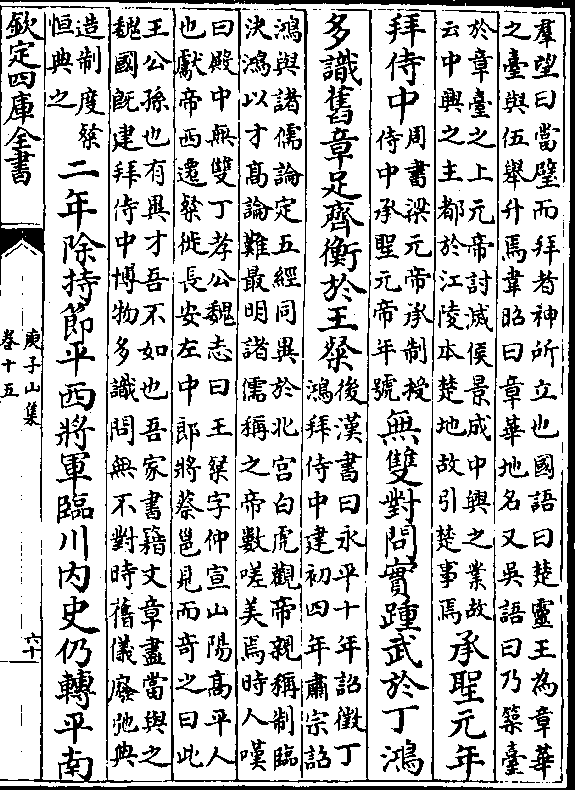 羣望曰當璧而拜者神所立也國語曰楚靈王為章華
之臺與伍舉升焉韋昭曰章華地名又吳語曰乃築臺
於章臺之上元帝討滅侯景成中興之業故
云中興之主都於江陵本楚地故引楚事焉
承聖元年
拜侍中
周書梁元帝承制授
侍中承聖元帝年號
無雙對問實踵武於丁鴻
多識舊章足齊衡於王粲
後漢書曰永平十年詔徵丁
鴻拜侍中建初四年肅宗詔
鴻與諸儒論定五經同異於北宫白虎觀帝親稱制臨
決鴻以才髙論難最明諸儒稱之帝數嗟美焉時人嘆
曰殿中無雙丁孝公魏志曰王粲字仲宣山陽高平人
也獻帝西遷粲徙長安左中郎將蔡邕見而奇之曰此
王公孫也有異才吾不如也吾家書籍文章盡當與之
魏國既建拜侍中博物多識問無不對時舊儀廢弛興
造制度粲
恒典之
二年除持節平西將軍臨川内史仍轉平南
欽定四庫全書
庾子山集
卷十五
六十